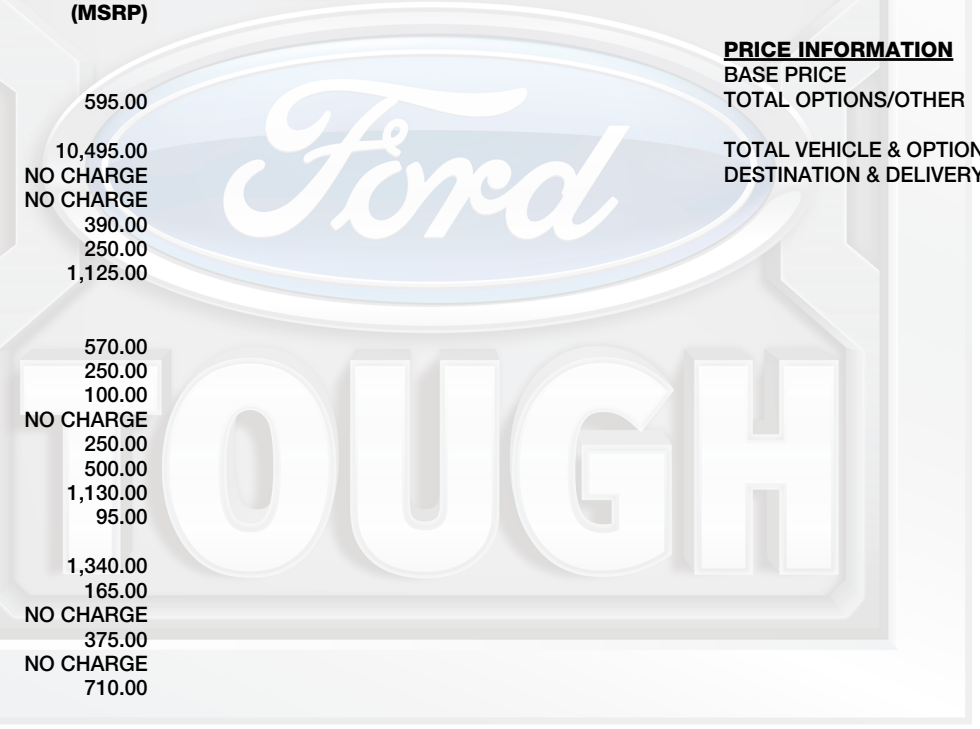 (MSRP)
595.00
10,495.00
NO CHARGE
NO CHARGE
390.00
250.00
1,125.00
570.00
250.00
100.00
NO CHARGE
250.00
500.00
1,130.00
95.00
1,340.00
165.00
NO CHARGE
375.00
NO CHARGE
710.00
PRICE INFORMATION
BASE PRICE
TOTAL OPTIONS/OTHER
TOTAL VEHICLE & OPTION
DESTINATION & DELIVERY
Ford
TOUGH